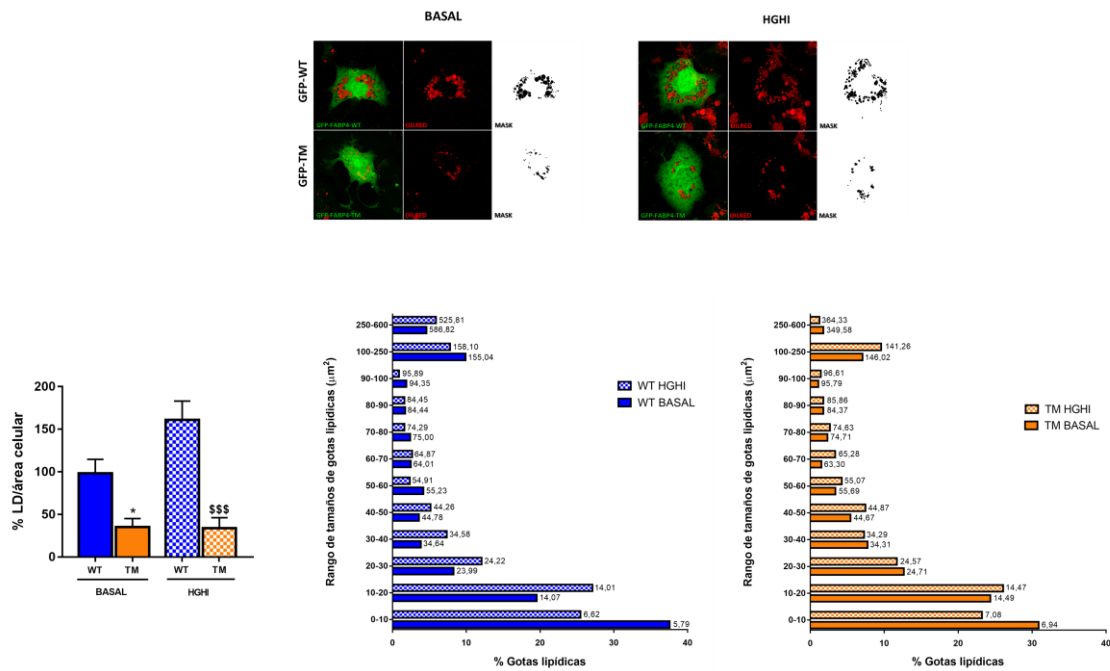 BASAL
HGHI
GFP-WT
GFP-FABP4-WT
OILRED
MASK
GFP-FABP4-WT
OILRED
MASK
GFP-TM
GFP-FABP4-TM
OILRED
MASK
GFP-FABP4-TM
OILRED
MASK
% LD/área celular
200
150
100
50
0
*
$$$
WT
TM
WT
TM
BASAL
HGHI
Rango de tamaños de gotas lipídicas (µm²)
250-600
525,81
586,82
100-250
158,10
155,04
90-100
95,89
94,35
80-90
84,45
84,44
70-80
74,29
75,00
60-70
64,87
64,01
50-60
54,91
55,23
40-50
44,26
44,78
30-40
34,58
34,64
20-30
24,22
23,99
10-20
14,01
14,07
0-10
6,62
5,79
0 10 20 30 40
% Gotas lipídicas
WT HGHI
WT BASAL
Rango de tamaños de gotas lipídicas (µm²)
250-600
364,33
349,58
100-250
141,26
146,02
90-100
96,61
95,79
80-90
85,86
84,37
70-80
74,63
74,71
60-70
65,28
63,30
50-60
55,07
55,69
40-50
44,87
44,67
30-40
34,29
34,31
20-30
24,57
24,71
10-20
14,47
14,49
0-10
7,08
6,94
0 10 20 30 40
% Gotas lipídicas
TM HGHI
TM BASAL